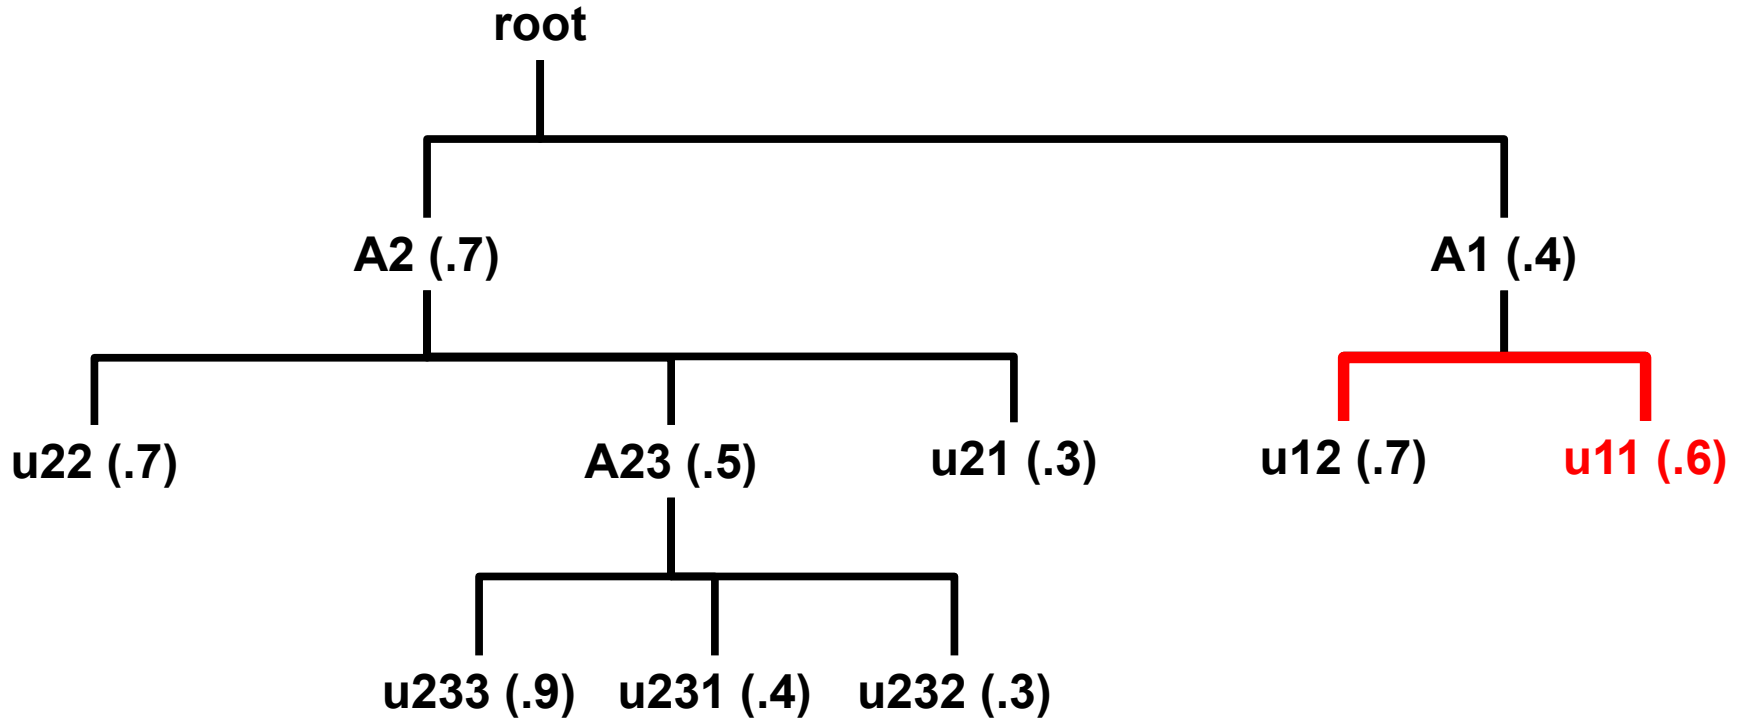 root
A2 (.7)
A1 (.4)
u22 (.7)
A23 (.5)
u21 (.3)
u12 (.7)
u11 (.6)
u233 (.9)
u231 (.4)
u232 (.3)